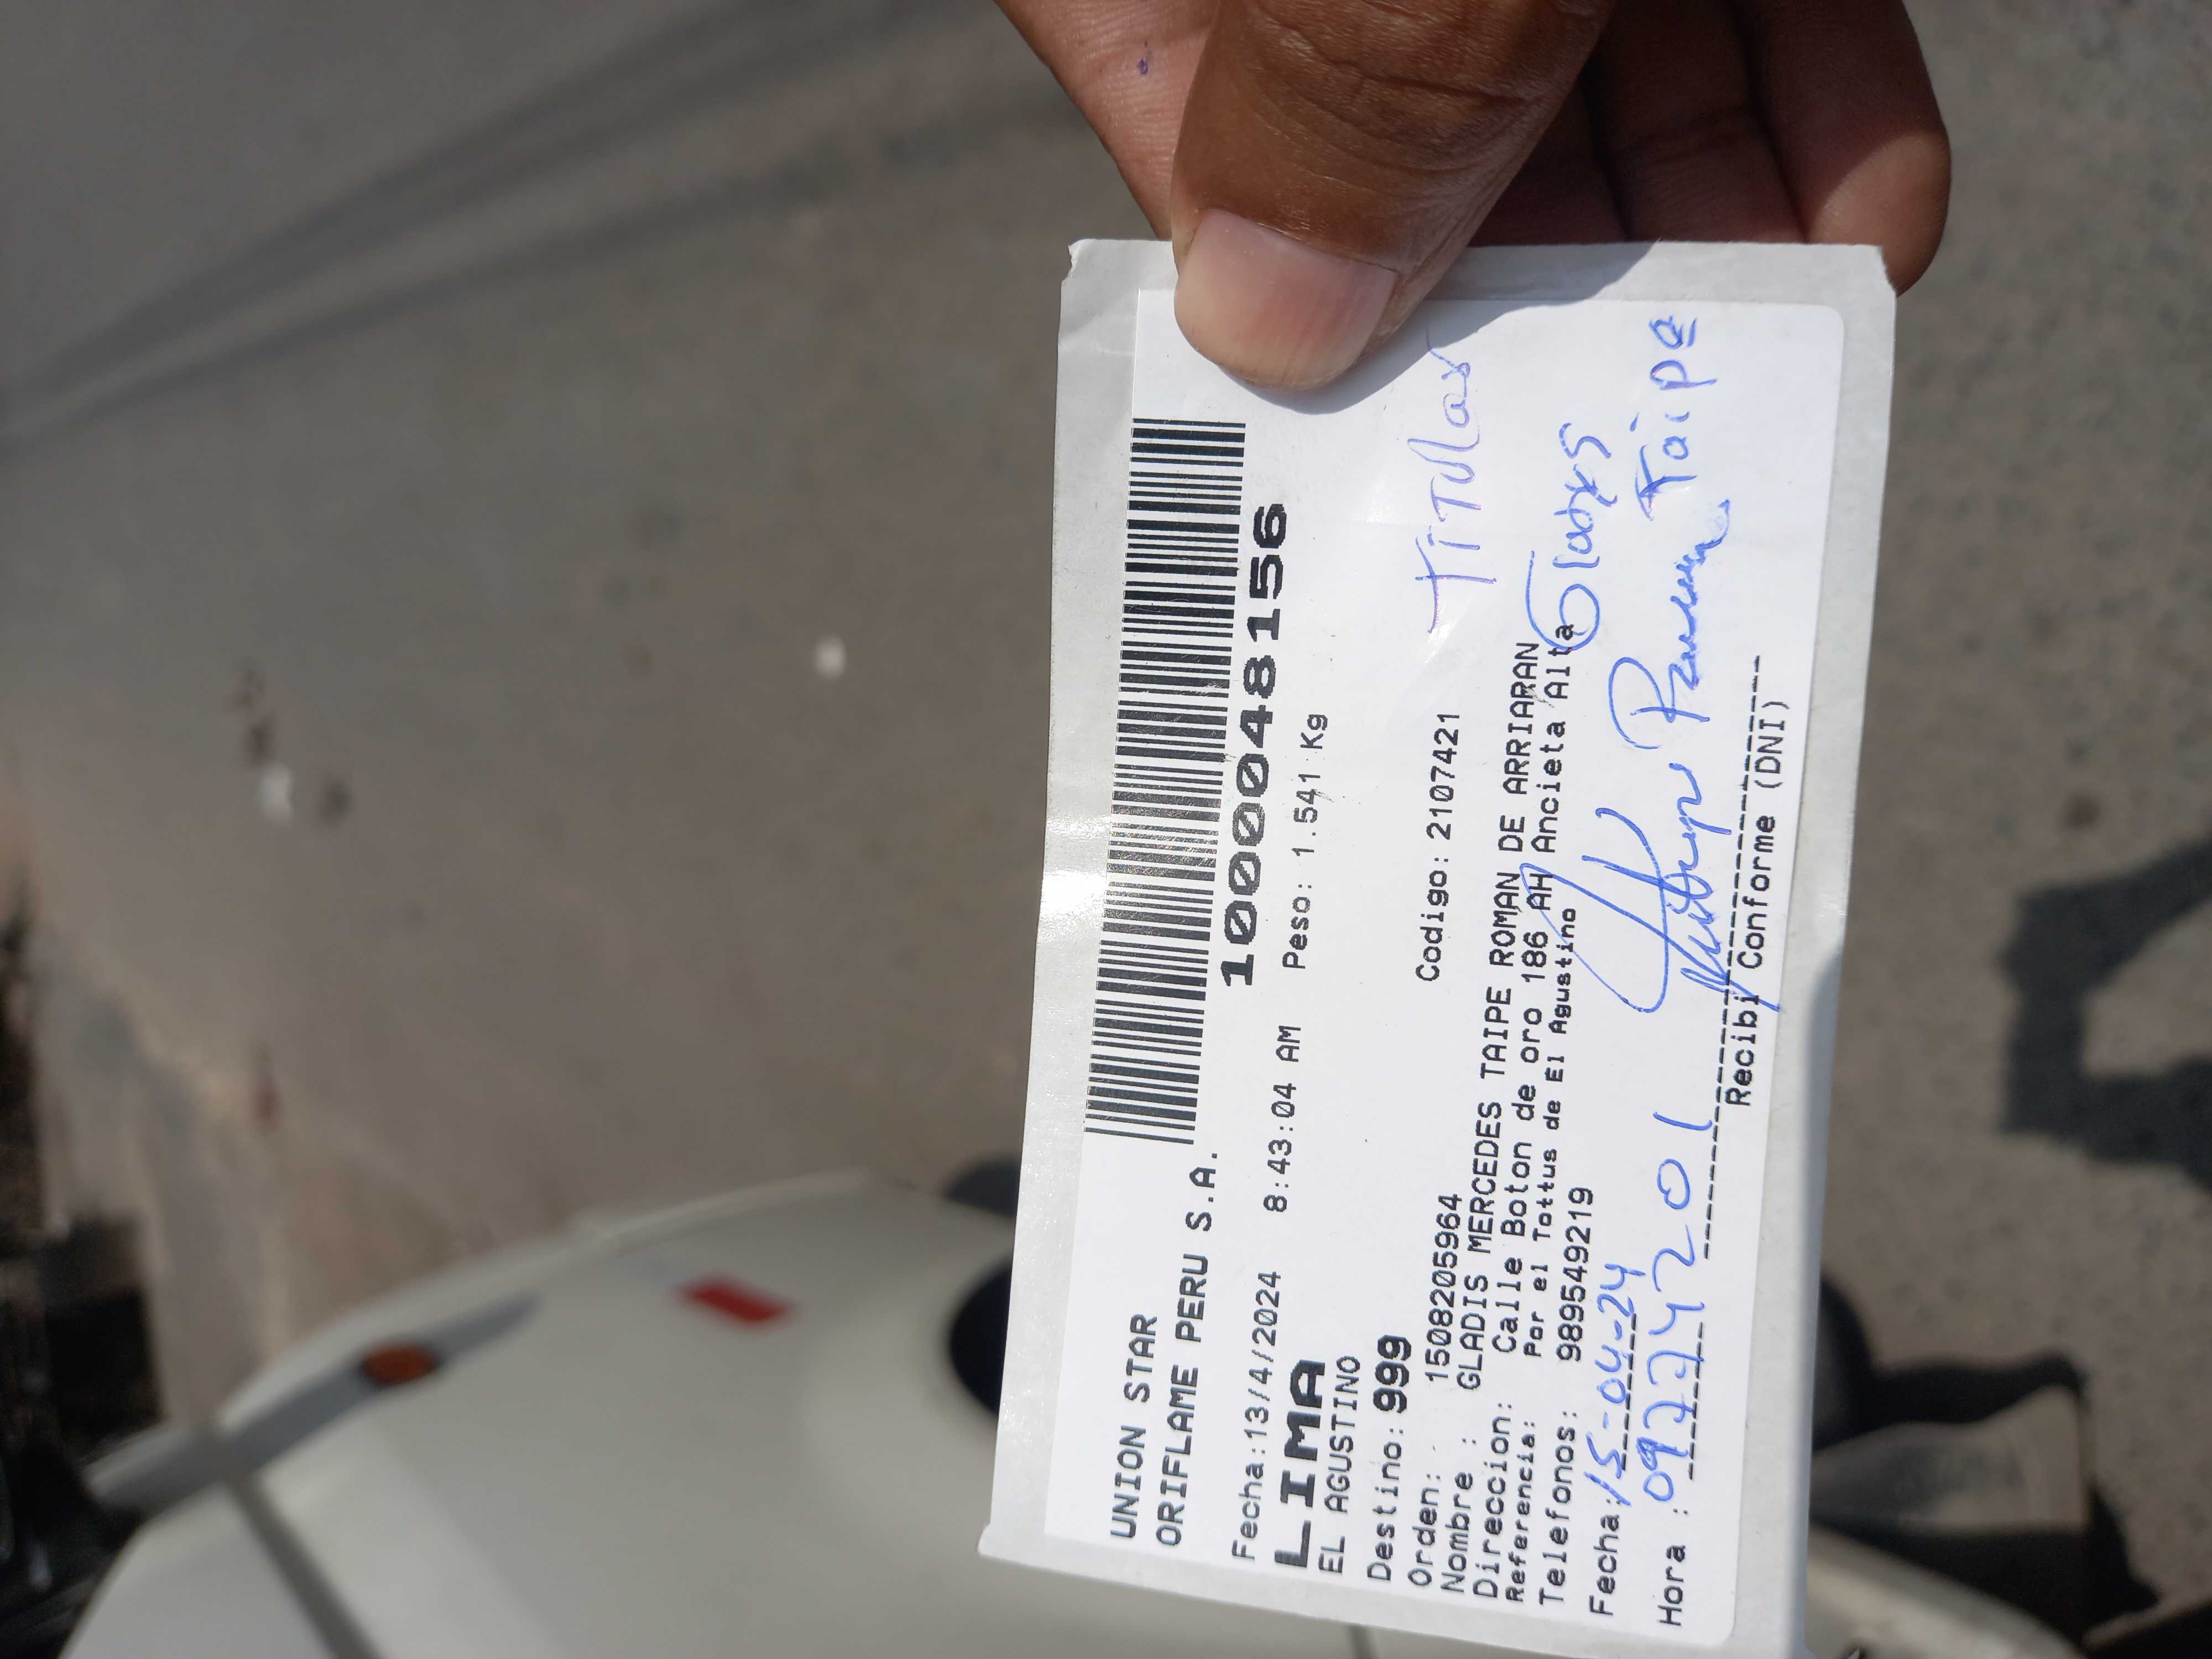 UNION STAR
ORIFLAME PERU S.A.
1000048156
Fecha:13/4/2024 8:43:04 AM Peso: 1.541 Kg
LIMA
EL AGUSTINO
Destino: 999
Orden: 1508205964 Codigo: 2107421
Titular
Nombre : GLADIS MERCEDES TAIPE ROMAN DE ARRIARAN
Direccion: Calle Boton de oro 186 AH Ancieta Alta
Referencia: Por el Tottus de El Agustino
Gladys
Telefonos: 989549219
Taipe
Fecha: 15-04-24
Hora :
Recibi Conforme (DNI)